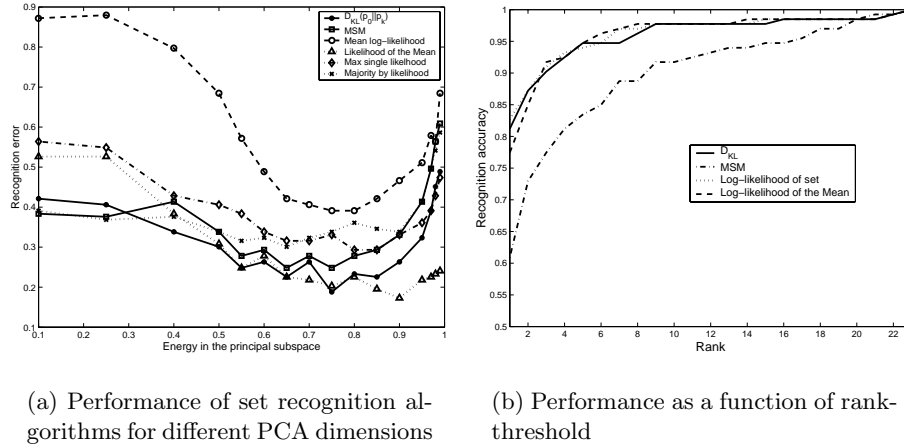 D_KL(p_0||p_k)
MSM
Mean log−likelihood
Likelihood of the Mean
Max single likelhood
Majority by likelihood
Recognition error
0.9
0.8
0.7
0.6
0.5
0.4
0.3
0.2
0.1
0.1
0.2
0.3
0.4
0.5
0.6
0.7
0.8
0.9
1
Energy in the principal subspace
Recognition accuracy
1
0.95
0.9
0.85
0.8
0.75
0.7
0.65
0.6
0.55
0.5
D_KL
MSM
Log−likelihood of set
Log−likelihood of the Mean
2
4
6
8
10
12
14
16
18
20
22
Rank
(a) Performance of set recognition al-
gorithms for different PCA dimensions
(b) Performance as a function of rank-
threshold